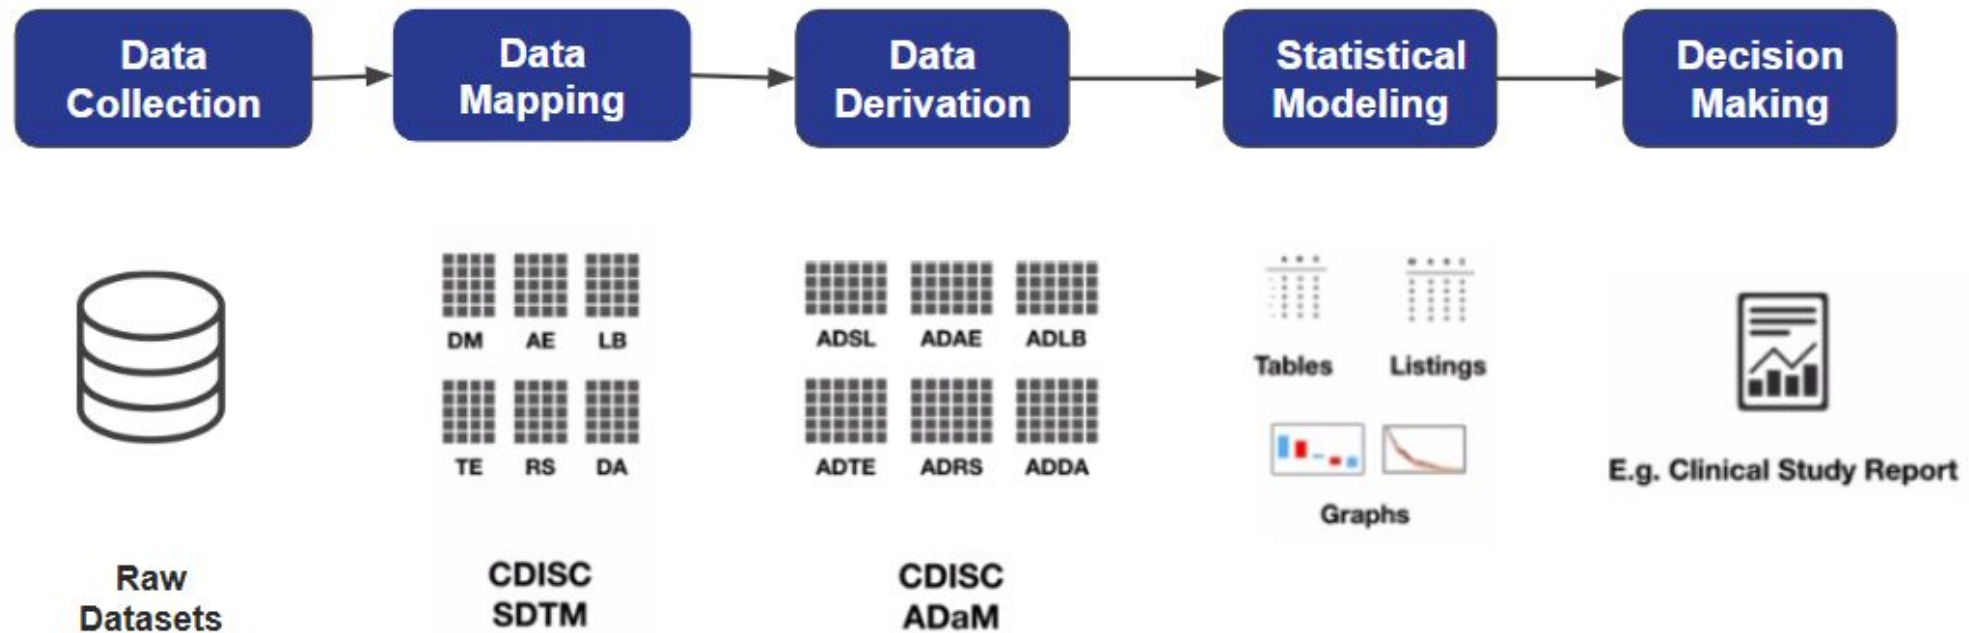 Data
Collection
Data
Mapping
Data
Derivation
Statistical
Modeling
Decision
Making
DM AE LB
TE RS DA
ADSL ADAE ADLB
ADTE ADRS ADDA
Tables Listings
Graphs
E.g. Clinical Study Report
Raw
Datasets
CDISC
SDTM
CDISC
ADaM